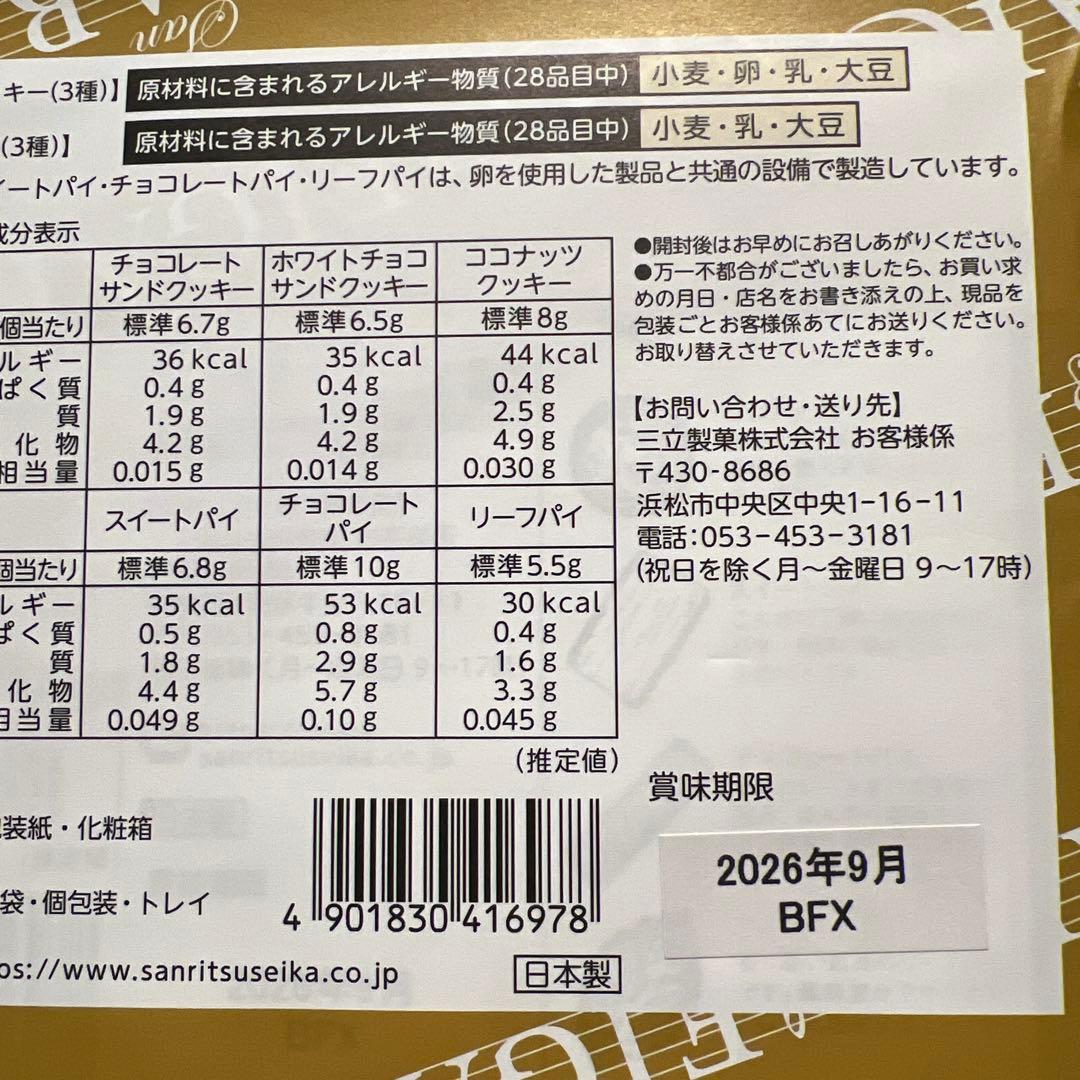 San
キー(3種)】 原材料に含まれるアレルギー物質(28品目中) 小麦・卵・乳・大豆
(3種)】 原材料に含まれるアレルギー物質(28品目中) 小麦・乳・大豆
イートパイ・チョコレートパイ・リーフパイは、卵を使用した製品と共通の設備で製造しています。
成分表示
チョコレート サンドクッキー ホワイトチョコ サンドクッキー ココナッツ クッキー
個当たり 標準6.7g 標準6.5g 標準8g
ルギー 36 kcal 35 kcal 44 kcal
ぱく質 0.4 g 0.4 g 0.4 g
質 1.9 g 1.9 g 2.5 g
化物 4.2 g 4.2 g 4.9 g
相当量 0.015 g 0.014 g 0.030 g
スイートパイ チョコレート パイ リーフパイ
個当たり 標準6.8g 標準10g 標準5.5g
ルギー 35 kcal 53 kcal 30 kcal
ぱく質 0.5 g 0.8 g 0.4 g
質 1.8 g 2.9 g 1.6 g
化物 4.4 g 5.7 g 3.3 g
相当量 0.049 g 0.10 g 0.045 g
(推定値)
●開封後はお早めにお召しあがりください。
●万一不都合がございましたら、お買い求
めの月日・店名をお書き添えの上、現品を
包装ごとお客様係あてにお送りください。
お取り替えさせていただきます。
【お問い合わせ・送り先】
三立製菓株式会社 お客様係
〒430-8686
浜松市中央区中央1-16-11
電話:053-453-3181
(祝日を除く月〜金曜日 9〜17時)
包装紙・化粧箱
袋・個包装・トレイ
4 901830 416978
ps://www.sanritsuseika.co.jp
日本製
賞味期限
2026年9月
BFX